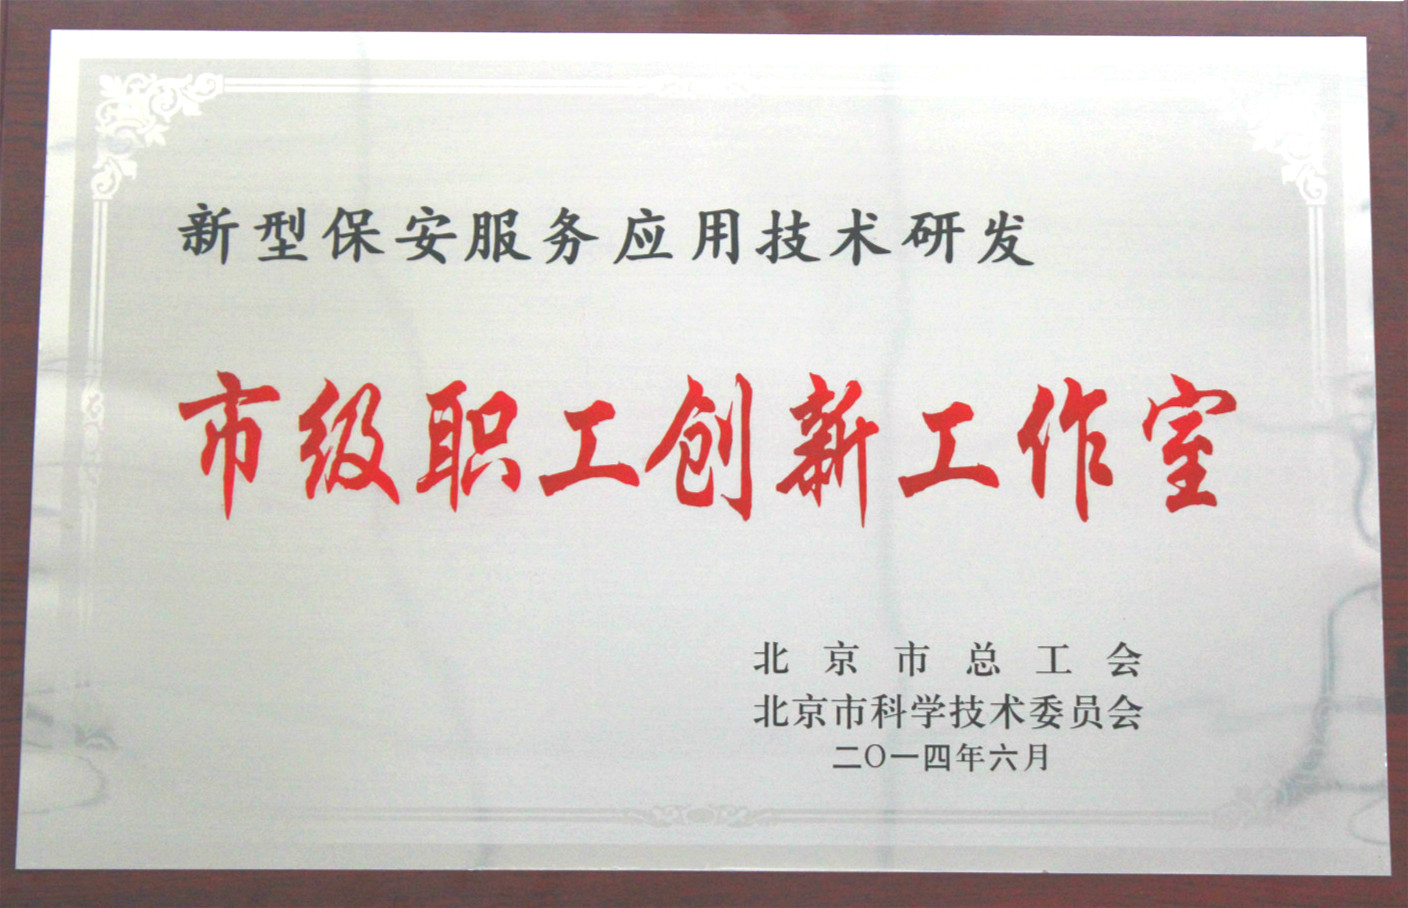 新型保安服务应用技术研发
市级职工创新工作室
北京市总工会
北京市科学技术委员会
二〇一四年六月